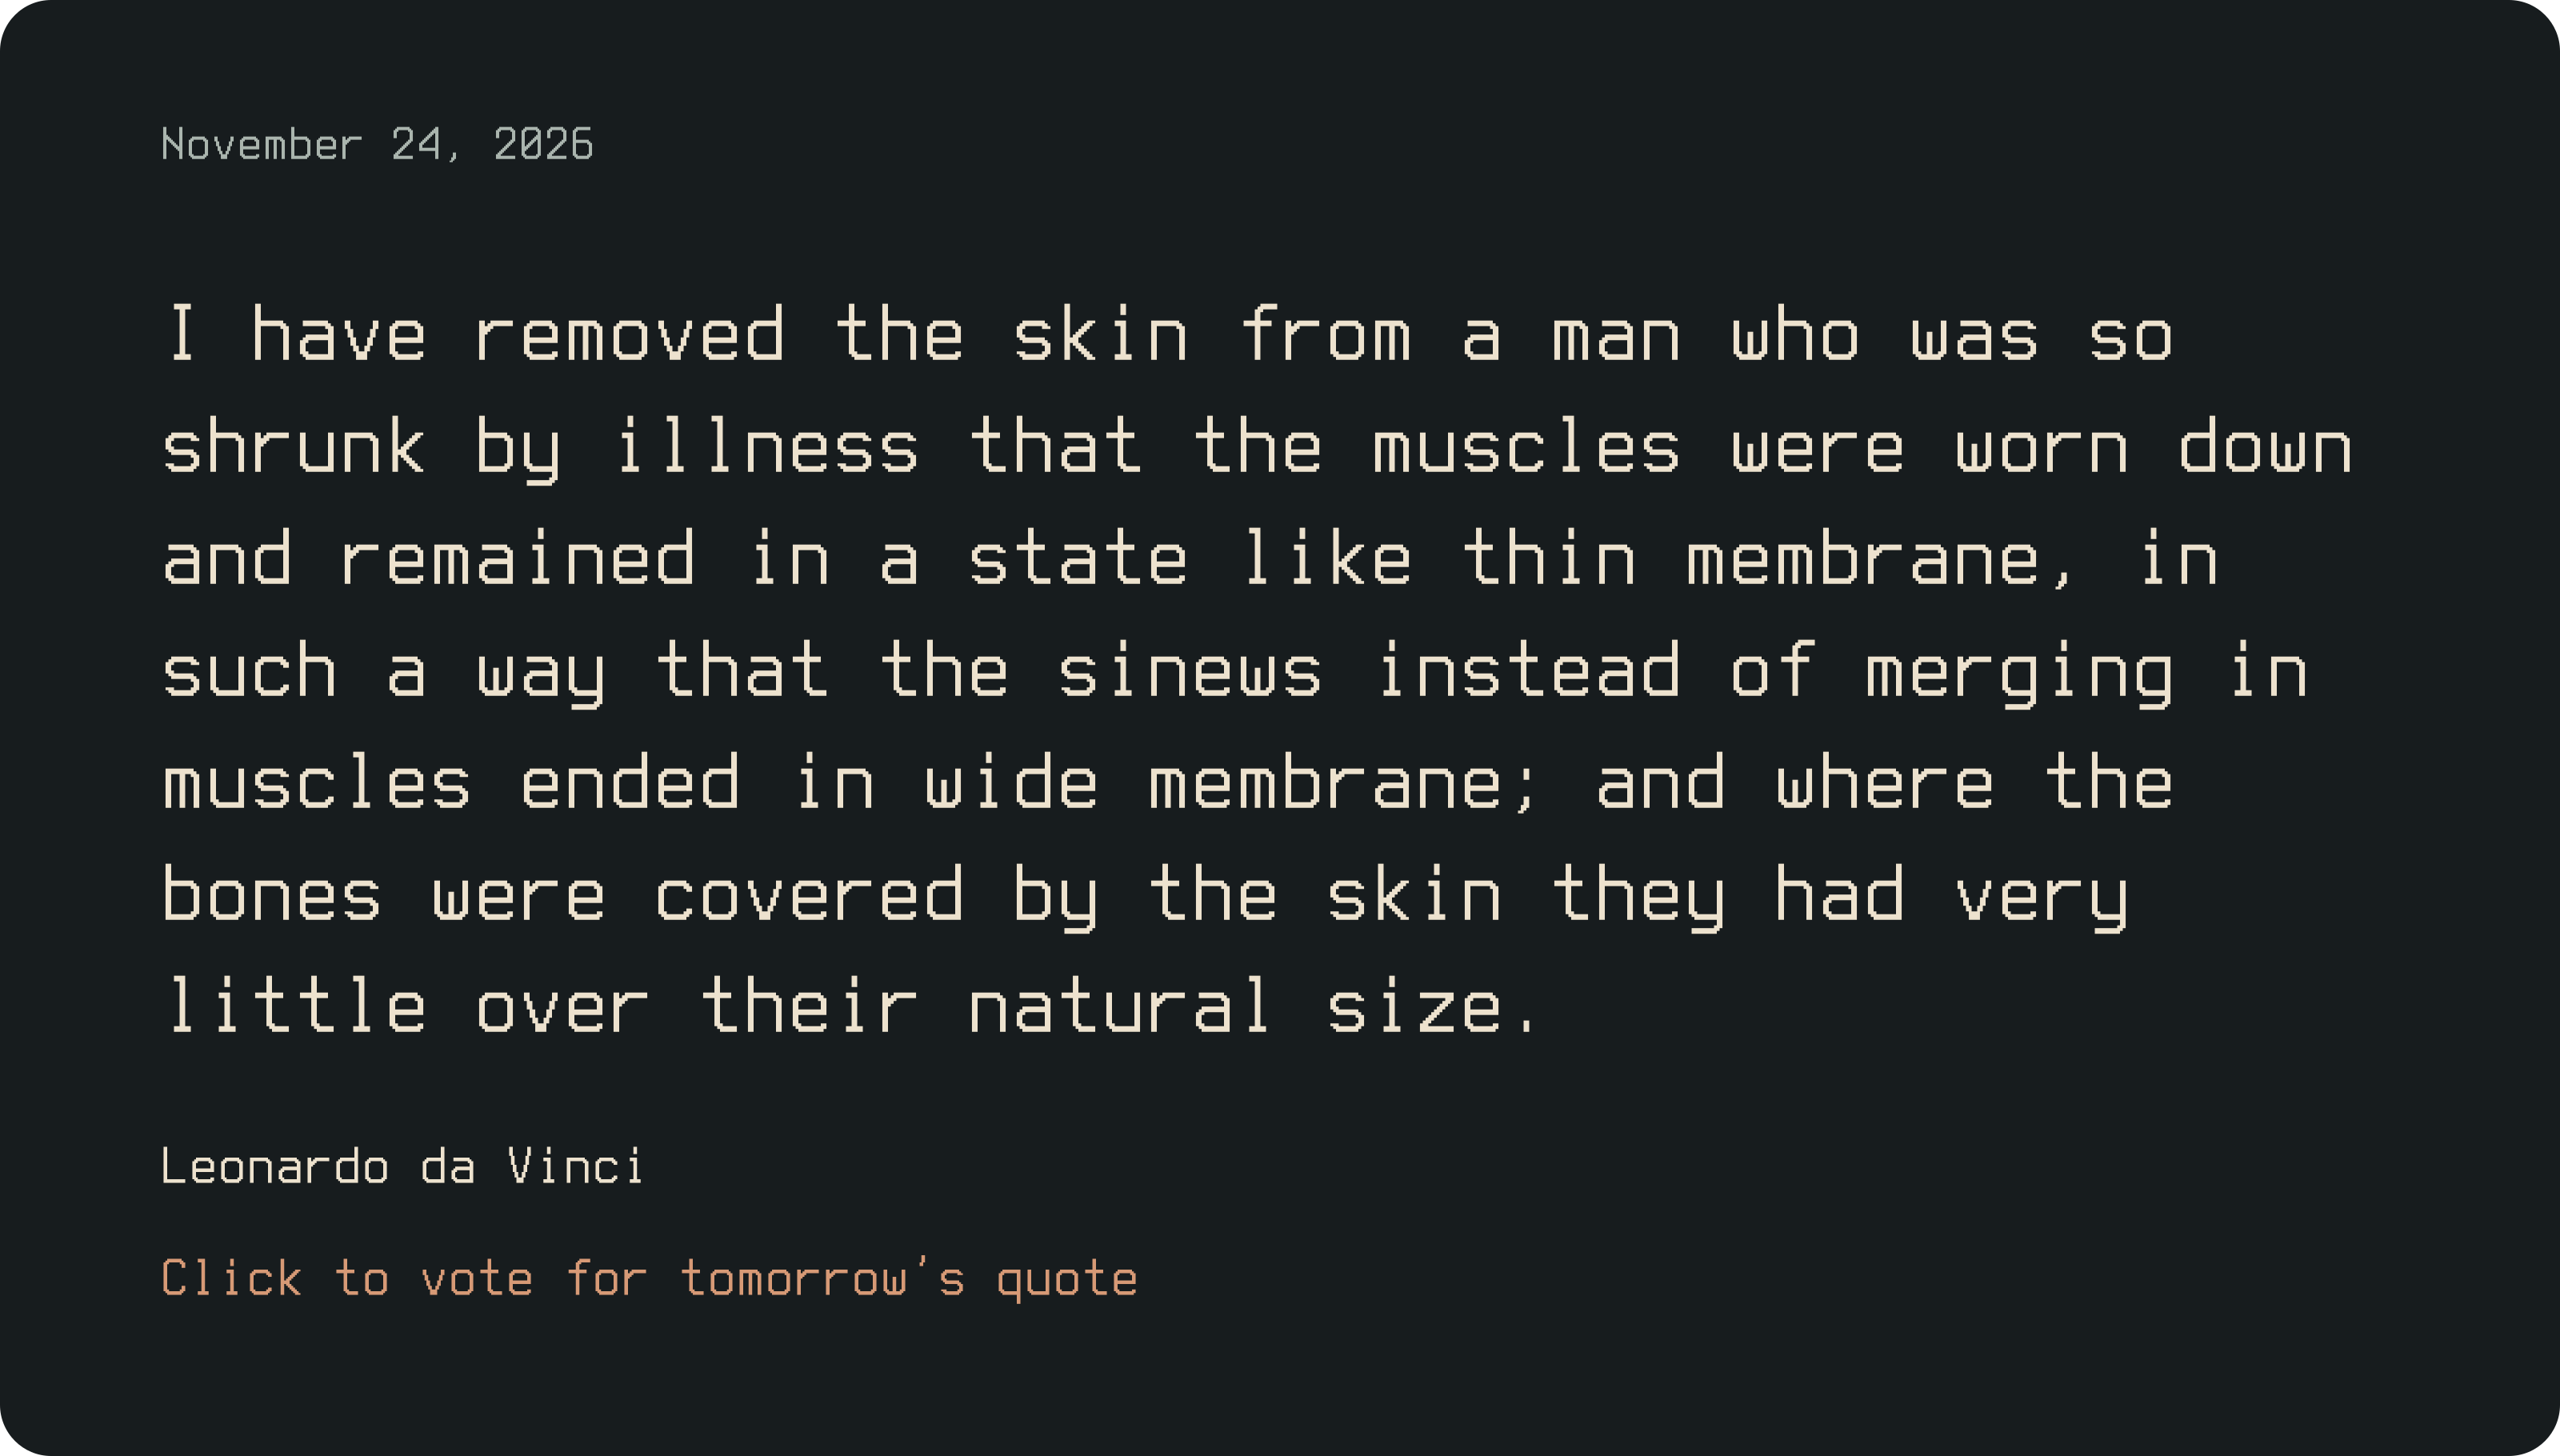 November 24, 2026
I have removed the skin from a man who was so
shrunk by illness that the muscles were worn down
and remained in a state like thin membrane, in
such a way that the sinews instead of merging in
muscles ended in wide membrane; and where the
bones were covered by the skin they had very
little over their natural size.
Leonardo da Vinci
Click to vote for tomorrow's quote